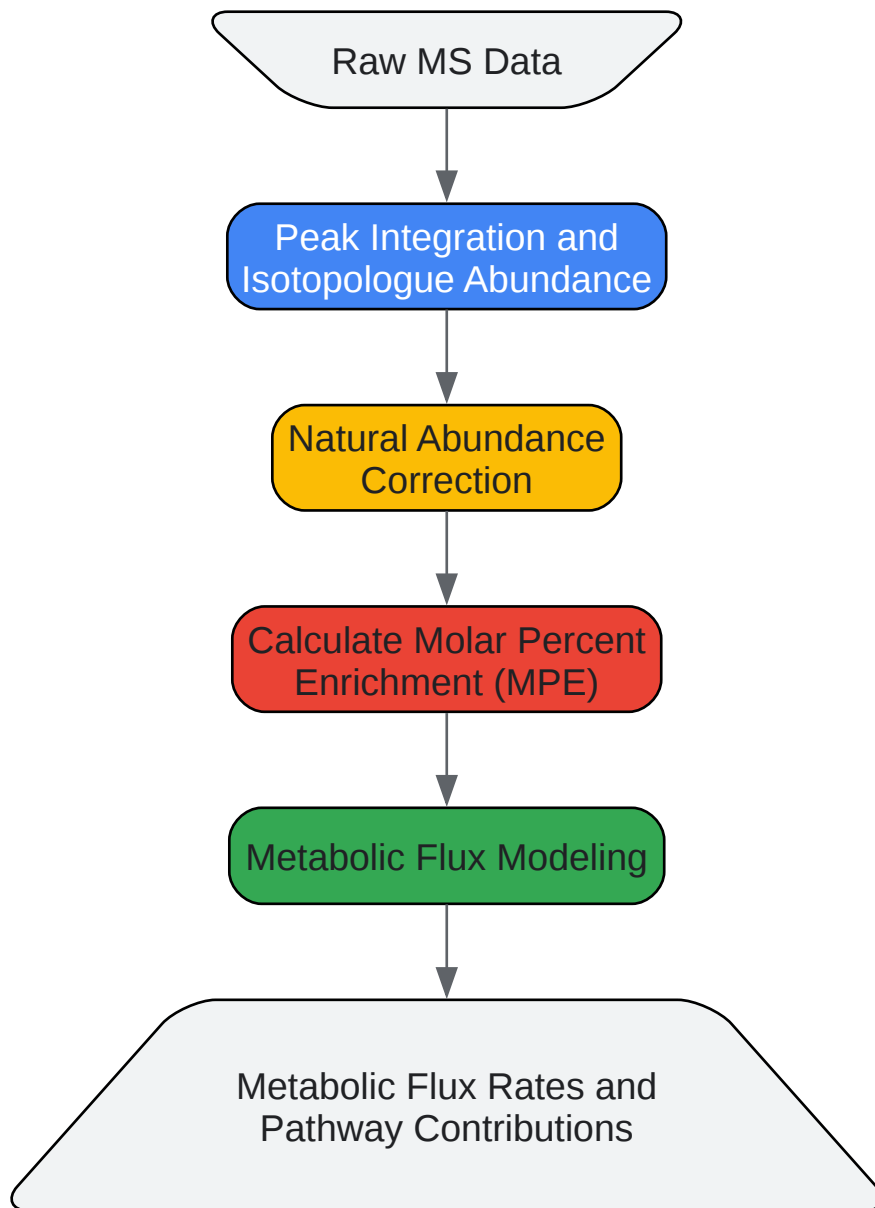 Raw MS Data
Peak Integration and
Isotopologue Abundance
Natural Abundance
Correction
Calculate Molar Percent
Enrichment (MPE)
Metabolic Flux Modeling
Metabolic Flux Rates and
Pathway Contributions